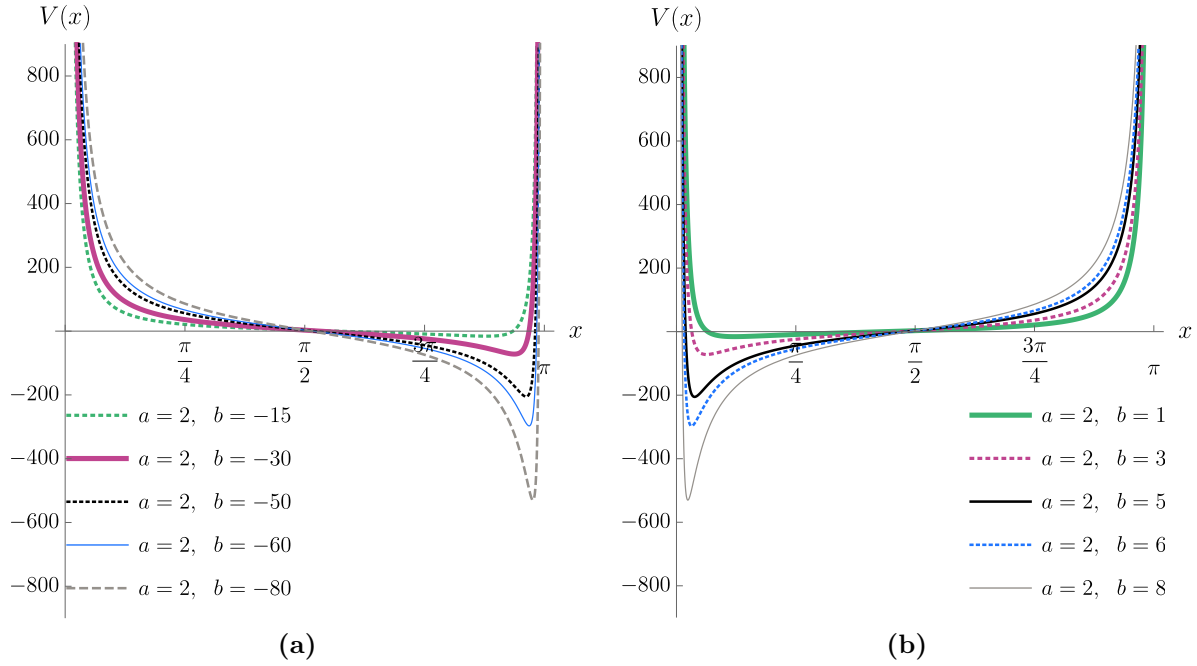 V(x)
800
600
400
200
−200
−400
−600
−800
π/4
π/2
3π/4
π
x
a = 2, b = −15
a = 2, b = −30
a = 2, b = −50
a = 2, b = −60
a = 2, b = −80
(a)
V(x)
800
600
400
200
−200
−400
−600
−800
π/4
π/2
3π/4
π
x
a = 2, b = 1
a = 2, b = 3
a = 2, b = 5
a = 2, b = 6
a = 2, b = 8
(b)